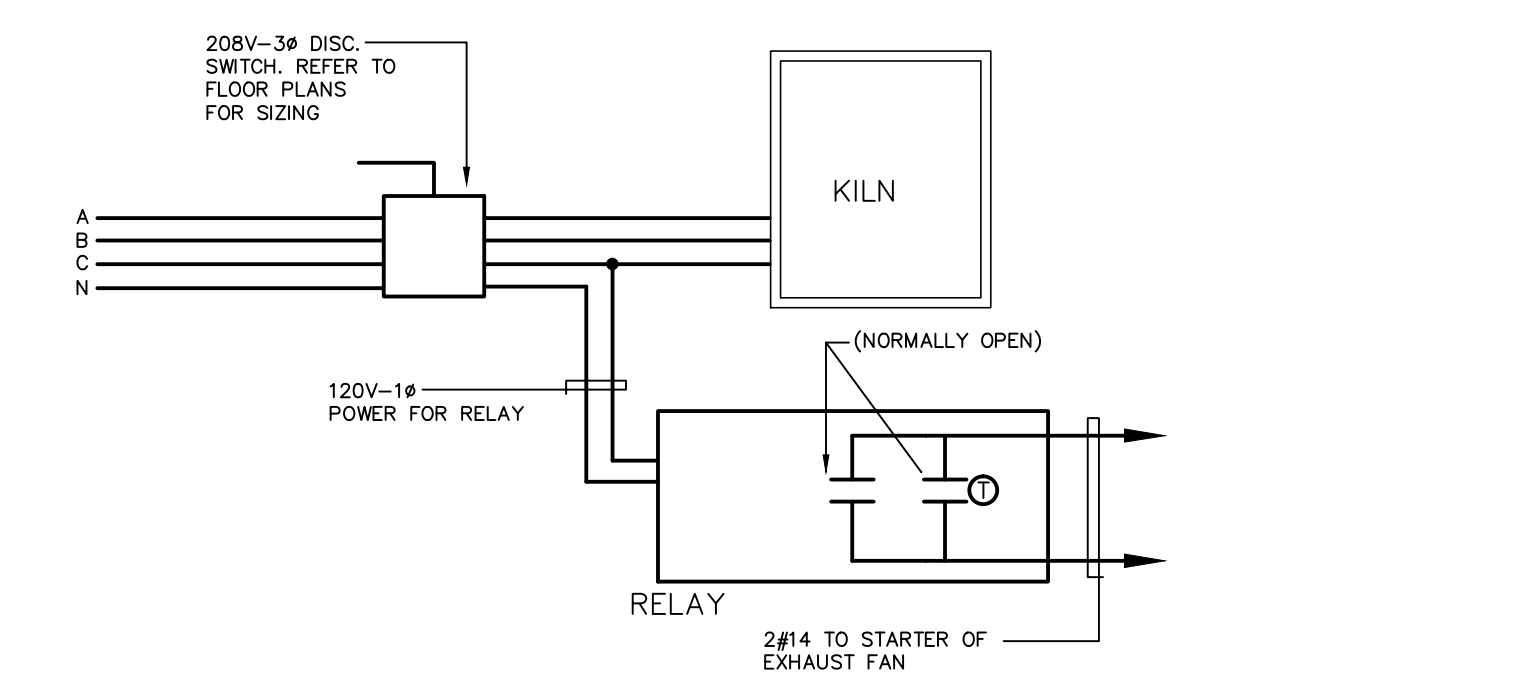 208V-3ø DISC.
SWITCH. REFER TO
FLOOR PLANS
FOR SIZING
KILN
A
B
C
N
(NORMALLY OPEN)
120V-1ø
POWER FOR RELAY
T
RELAY
2#14 TO STARTER OF
EXHAUST FAN